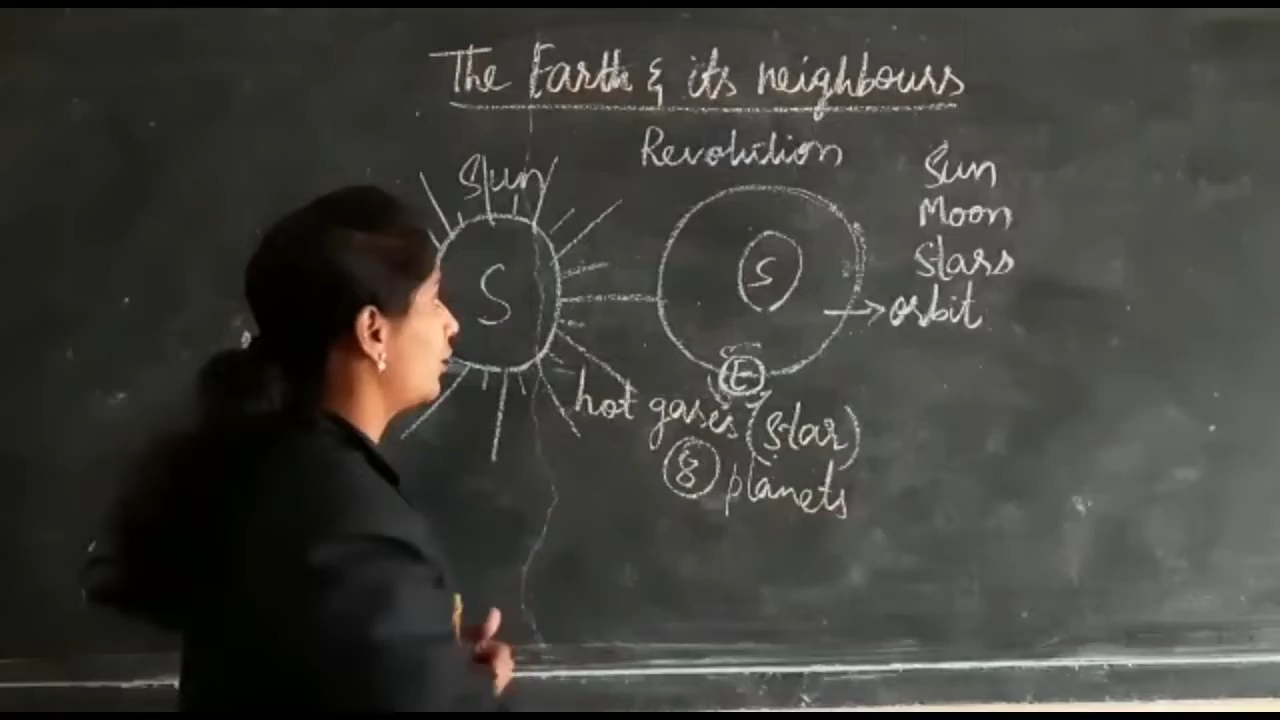 The Earth & its neighbours
Sun
S
Revolution
S
E
orbit
Sun
Moon
Stars
hot gases (star)
8 planets